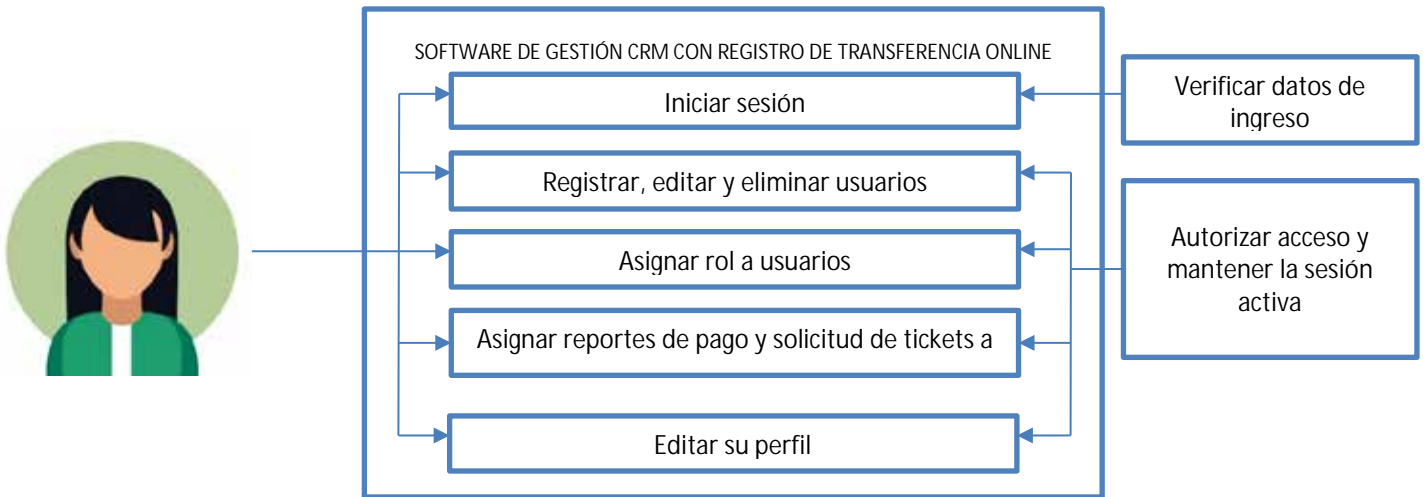 SOFTWARE DE GESTIÓN CRM CON REGISTRO DE TRANSFERENCIA ONLINE
Iniciar sesión
Registrar, editar y eliminar usuarios
Asignar rol a usuarios
Asignar reportes de pago y solicitud de tickets a
Editar su perfil
Verificar datos de
ingreso
Autorizar acceso y
mantener la sesión
activa